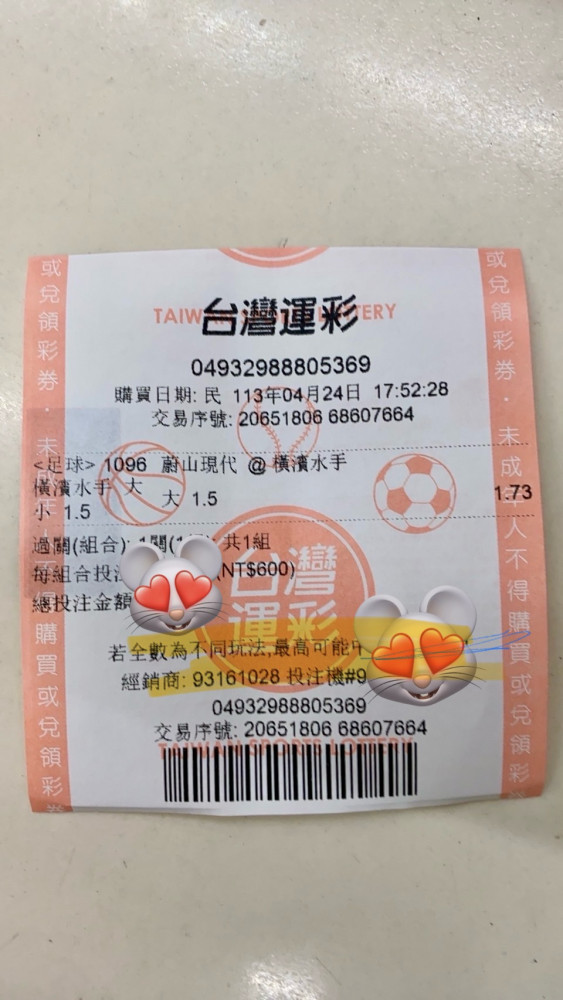 TAIW TERY
台灣運彩
04932988805369
購買日期: 民 113年04月24日 17:52:28
交易序號: 20651806 68607664
<足球> 1096 蔚山現代 @ 橫濱水手
橫濱水手 大
小 1.5
大 1.5
1.73
過關(組合) 共1組
每組合投 (NT$600)
總投注金額
台灣
運彩
若全數為不同玩法,最高可能
經銷商: 93161028 投注機#9
04932988805369
交易序號: 20651806 68607664
TAIWAN SPORTS LOTTERY
或兌領彩券・未成
購買或兌領彩券
或兌領彩券・未成年人不得購買或兌領彩